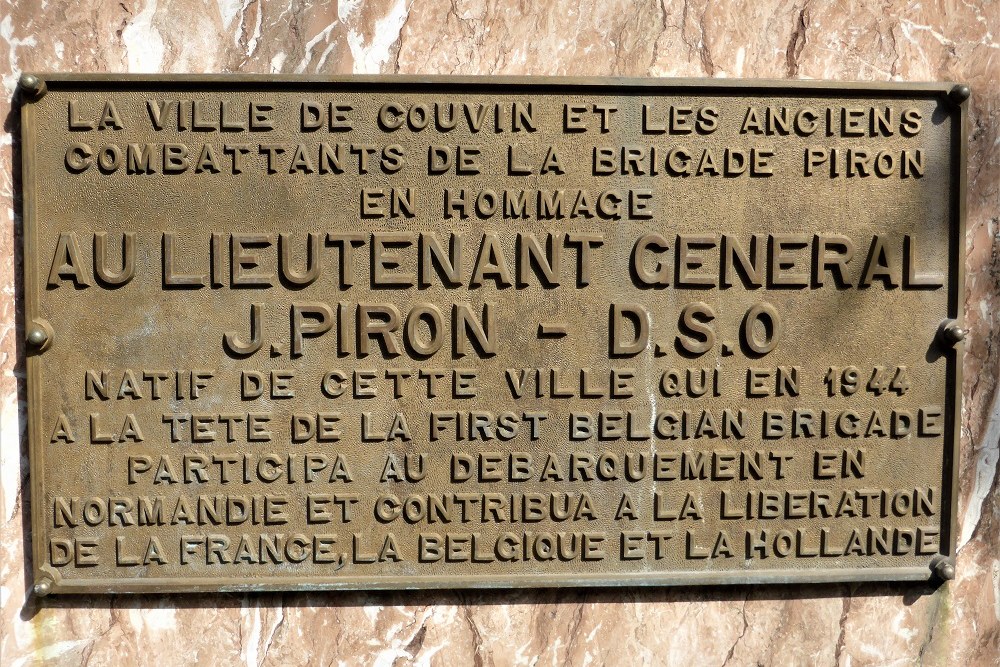 LA VILLE DE COUVIN ET LES ANCIENS
COMBATTANTS DE LA BRIGADE PIRON
EN HOMMAGE
AU LIEUTENANT GENERAL
J.PIRON - D.S.O
NATIF DE CETTE VILLE QUI EN 1944
A LA TETE DE LA FIRST BELGIAN BRIGADE
PARTICIPA AU DEBARQUEMENT EN
NORMANDIE ET CONTRIBUA A LA LIBERATION
DE LA FRANCE, LA BELGIQUE ET LA HOLLANDE